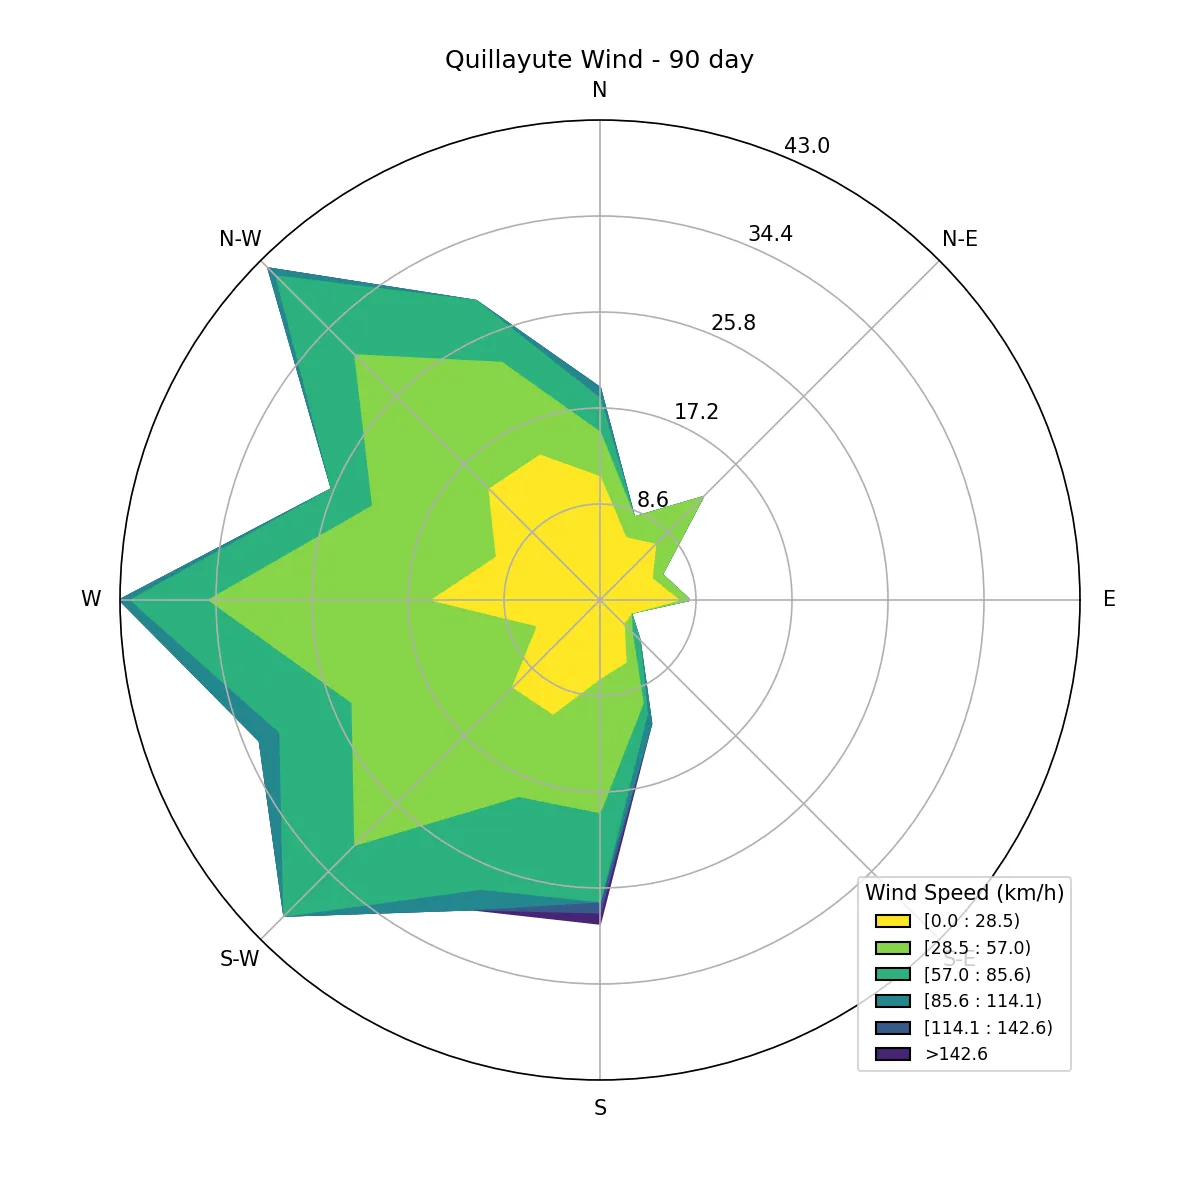 Quillayute Wind - 90 day
N
43.0
34.4
N-W
N-E
25.8
17.2
8.6
W
E
Wind Speed (km/h)
[0.0 : 28.5)
[28.5 : 57.0)
S-W
S-E
[57.0 : 85.6)
[85.6 : 114.1)
[114.1 : 142.6)
>142.6
S